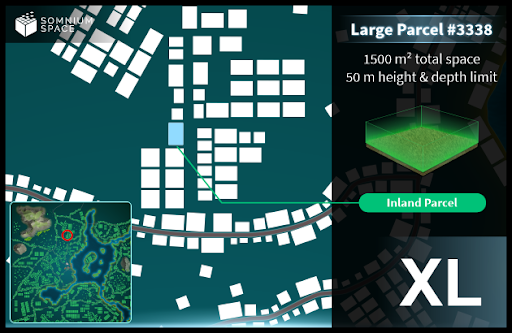 SOMNIUM
SPACE
Large Parcel #3338
1500 m² total space
50 m height & depth limit
Inland Parcel
XL